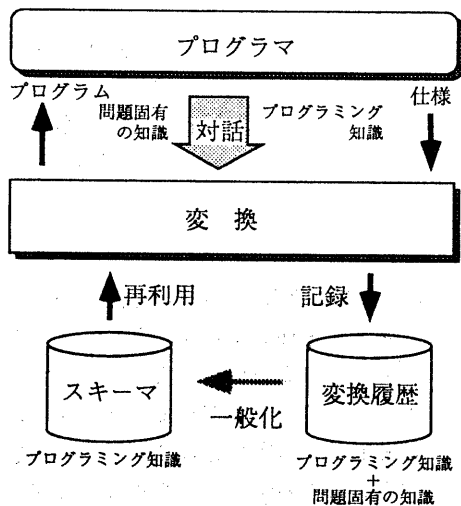 プログラマ
プログラム
問題固有
の知識
対話
プログラミング
知識
仕様
変 換
再利用
記録
スキーマ
一般化
変換履歴
プログラミング知識
プログラミング知識
+
問題固有の知識